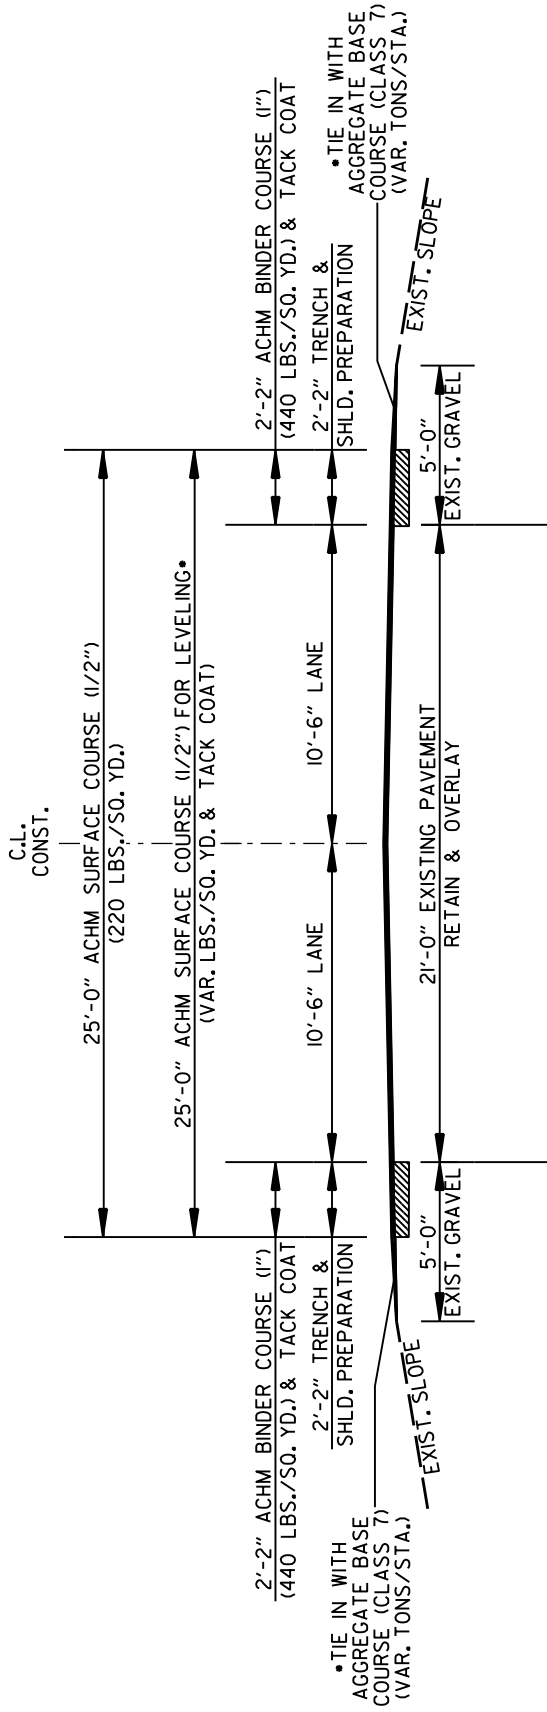 C.L.
CONST.
25'-0" ACHM SURFACE COURSE (1/2")
(220 LBS./SQ. YD.)
25'-0" ACHM SURFACE COURSE (1/2") FOR LEVELING*
(VAR. LBS./SQ. YD. & TACK COAT)
2'-2" ACHM BINDER COURSE (1")
(440 LBS./SQ. YD.) & TACK COAT
2'-2" ACHM BINDER COURSE (1")
(440 LBS./SQ. YD.) & TACK COAT
2'-2" TRENCH &
SHLD. PREPARATION
10'-6" LANE
10'-6" LANE
2'-2" TRENCH &
SHLD. PREPARATION
*TIE IN WITH
AGGREGATE BASE
COURSE (CLASS 7)
(VAR. TONS/STA.)
*TIE IN WITH
AGGREGATE BASE
COURSE (CLASS 7)
(VAR. TONS/STA.)
EXIST. SLOPE
5'-0"
EXIST. GRAVEL
21'-0" EXISTING PAVEMENT
RETAIN & OVERLAY
5'-0"
EXIST. GRAVEL
EXIST. SLOPE